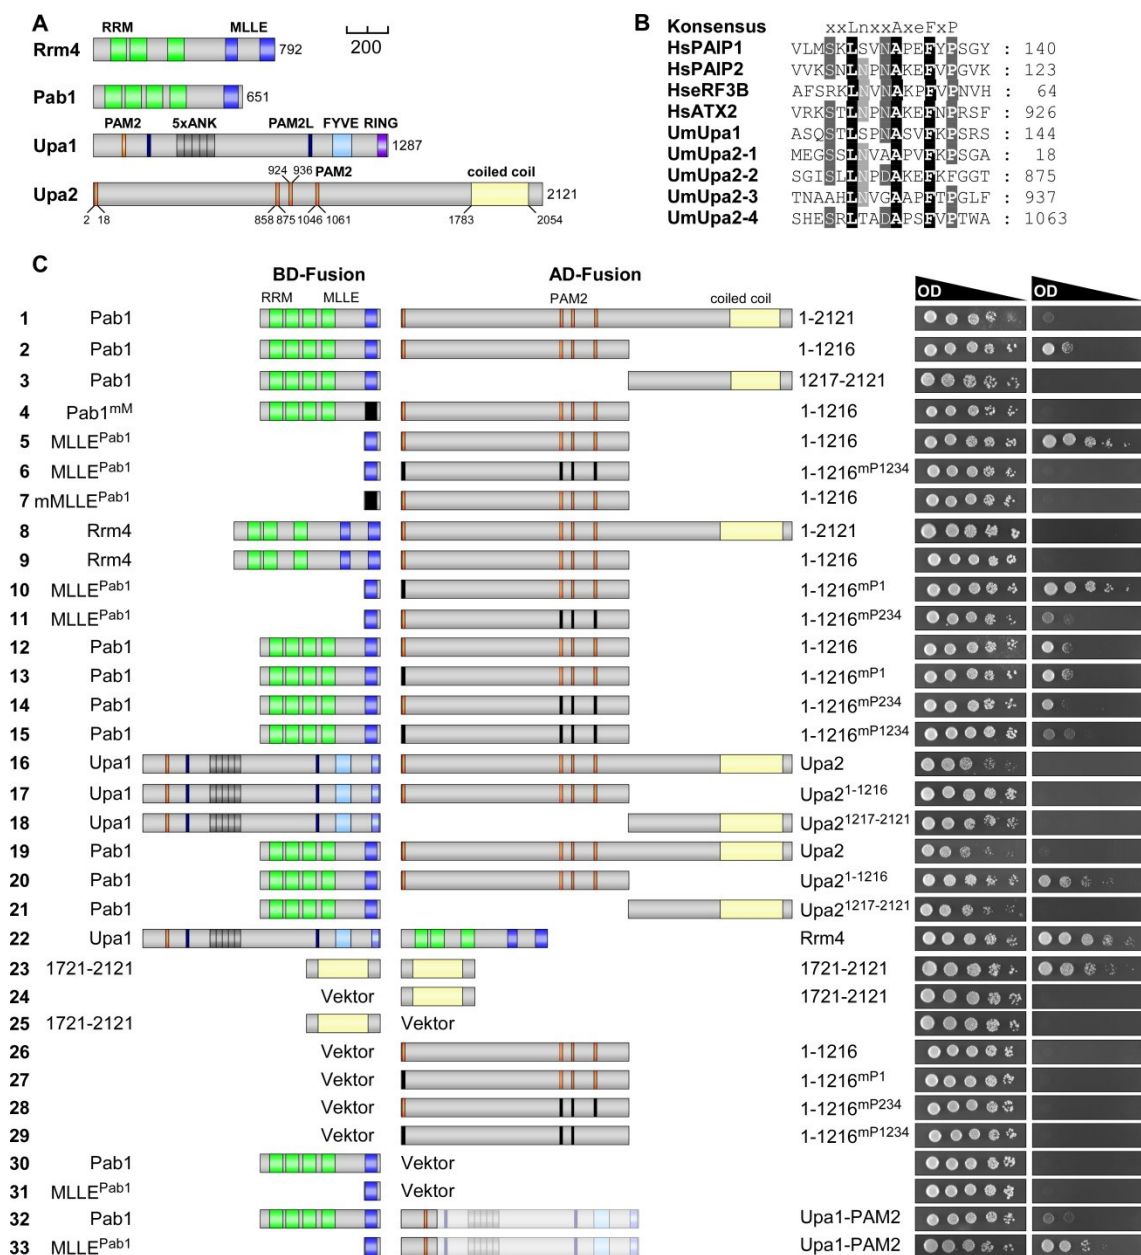 A
RRM MLLE
Rrm4 792
200
Pab1 651
PAM2 5xANK PAM2L FYVE RING
Upa1 1287
924 936 PAM2 coiled coil
Upa2 2121
2 18 858 875 1046 1061 1783 2054
B
Konsensus xxLnxxAxeFxP
HsPAIP1 VLMSKLSVNAPEFYPSGY : 140
HsPAIP2 VVKSNLNPNAKEFVPGVK : 123
HseRF3B AFSRKLNVNAKPFVPNVH : 64
HsATX2 VRKSTLNPNAKEFNPRSF : 926
UmUpa1 ASQTSLSPNASVFKPSRS : 144
UmUpa2-1 MEGSSLNVAAPVFKPSGA : 18
UmUpa2-2 SGISLLNPDAKEFKFGGT : 875
UmUpa2-3 TNAAHLNVGAAPFTPGLF : 937
UmUpa2-4 SHESRLTADAPSFVPTWA : 1063
C
BD-Fusion AD-Fusion
RRM MLLE PAM2 coiled coil OD OD
1 Pab1 1-2121
2 Pab1 1-1216
3 Pab1 1217-2121
4 Pab1mM 1-1216
5 MLLEPab1 1-1216
6 MLLEPab1 1-1216mP1234
7 mMLLEPab1 1-1216
8 Rrm4 1-2121
9 Rrm4 1-1216
10 MLLEPab1 1-1216mP1
11 MLLEPab1 1-1216mP234
12 Pab1 1-1216
13 Pab1 1-1216mP1
14 Pab1 1-1216mP234
15 Pab1 1-1216mP1234
16 Upa1 Upa2
17 Upa1 Upa21-1216
18 Upa1 Upa21217-2121
19 Pab1 Upa2
20 Pab1 Upa21-1216
21 Pab1 Upa21217-2121
22 Upa1 Rrm4
23 1721-2121 1721-2121
24 Vektor 1721-2121
25 1721-2121 Vektor
26 Vektor 1-1216
27 Vektor 1-1216mP1
28 Vektor 1-1216mP234
29 Vektor 1-1216mP1234
30 Pab1 Vektor
31 MLLEPab1 Vektor
32 Pab1 Upa1-PAM2
33 MLLEPab1 Upa1-PAM2